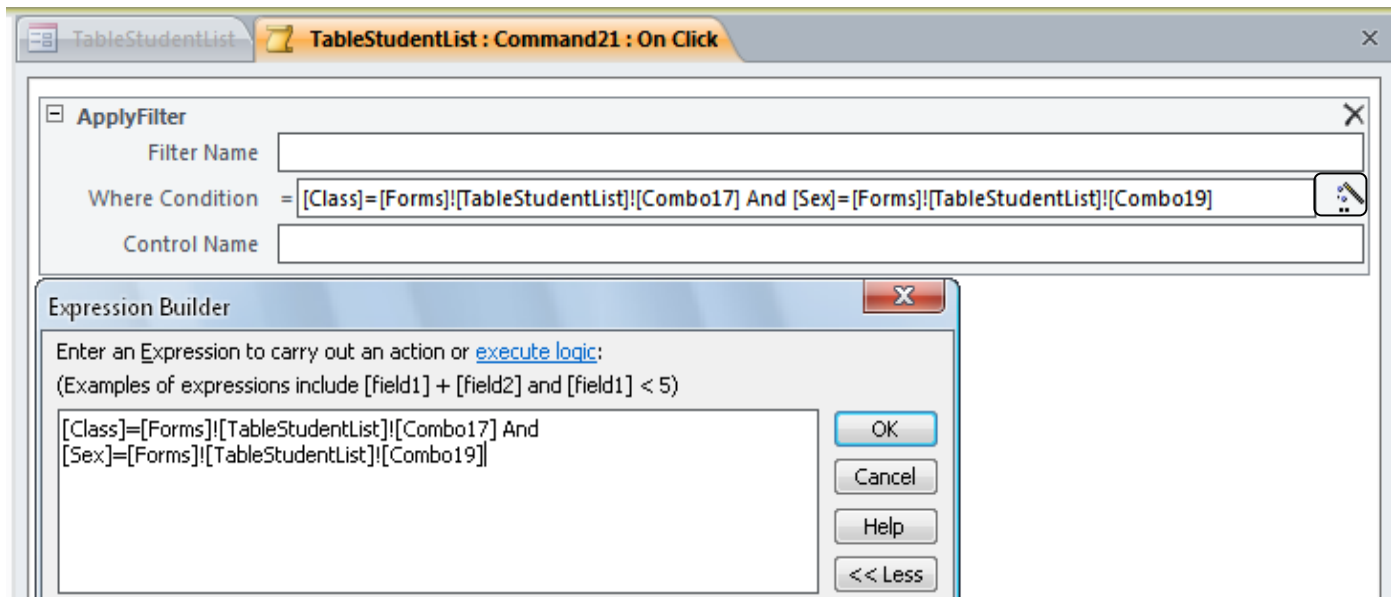 TableStudentList
TableStudentList : Command21 : On Click
ApplyFilter
Filter Name
Where Condition = [Class]=[Forms]![TableStudentList]![Combo17] And [Sex]=[Forms]![TableStudentList]![Combo19]
Control Name
Expression Builder
Enter an Expression to carry out an action or execute logic:
(Examples of expressions include [field1] + [field2] and [field1] < 5)
[Class]=[Forms]![TableStudentList]![Combo17] And
[Sex]=[Forms]![TableStudentList]![Combo19]
OK
Cancel
Help
<< Less